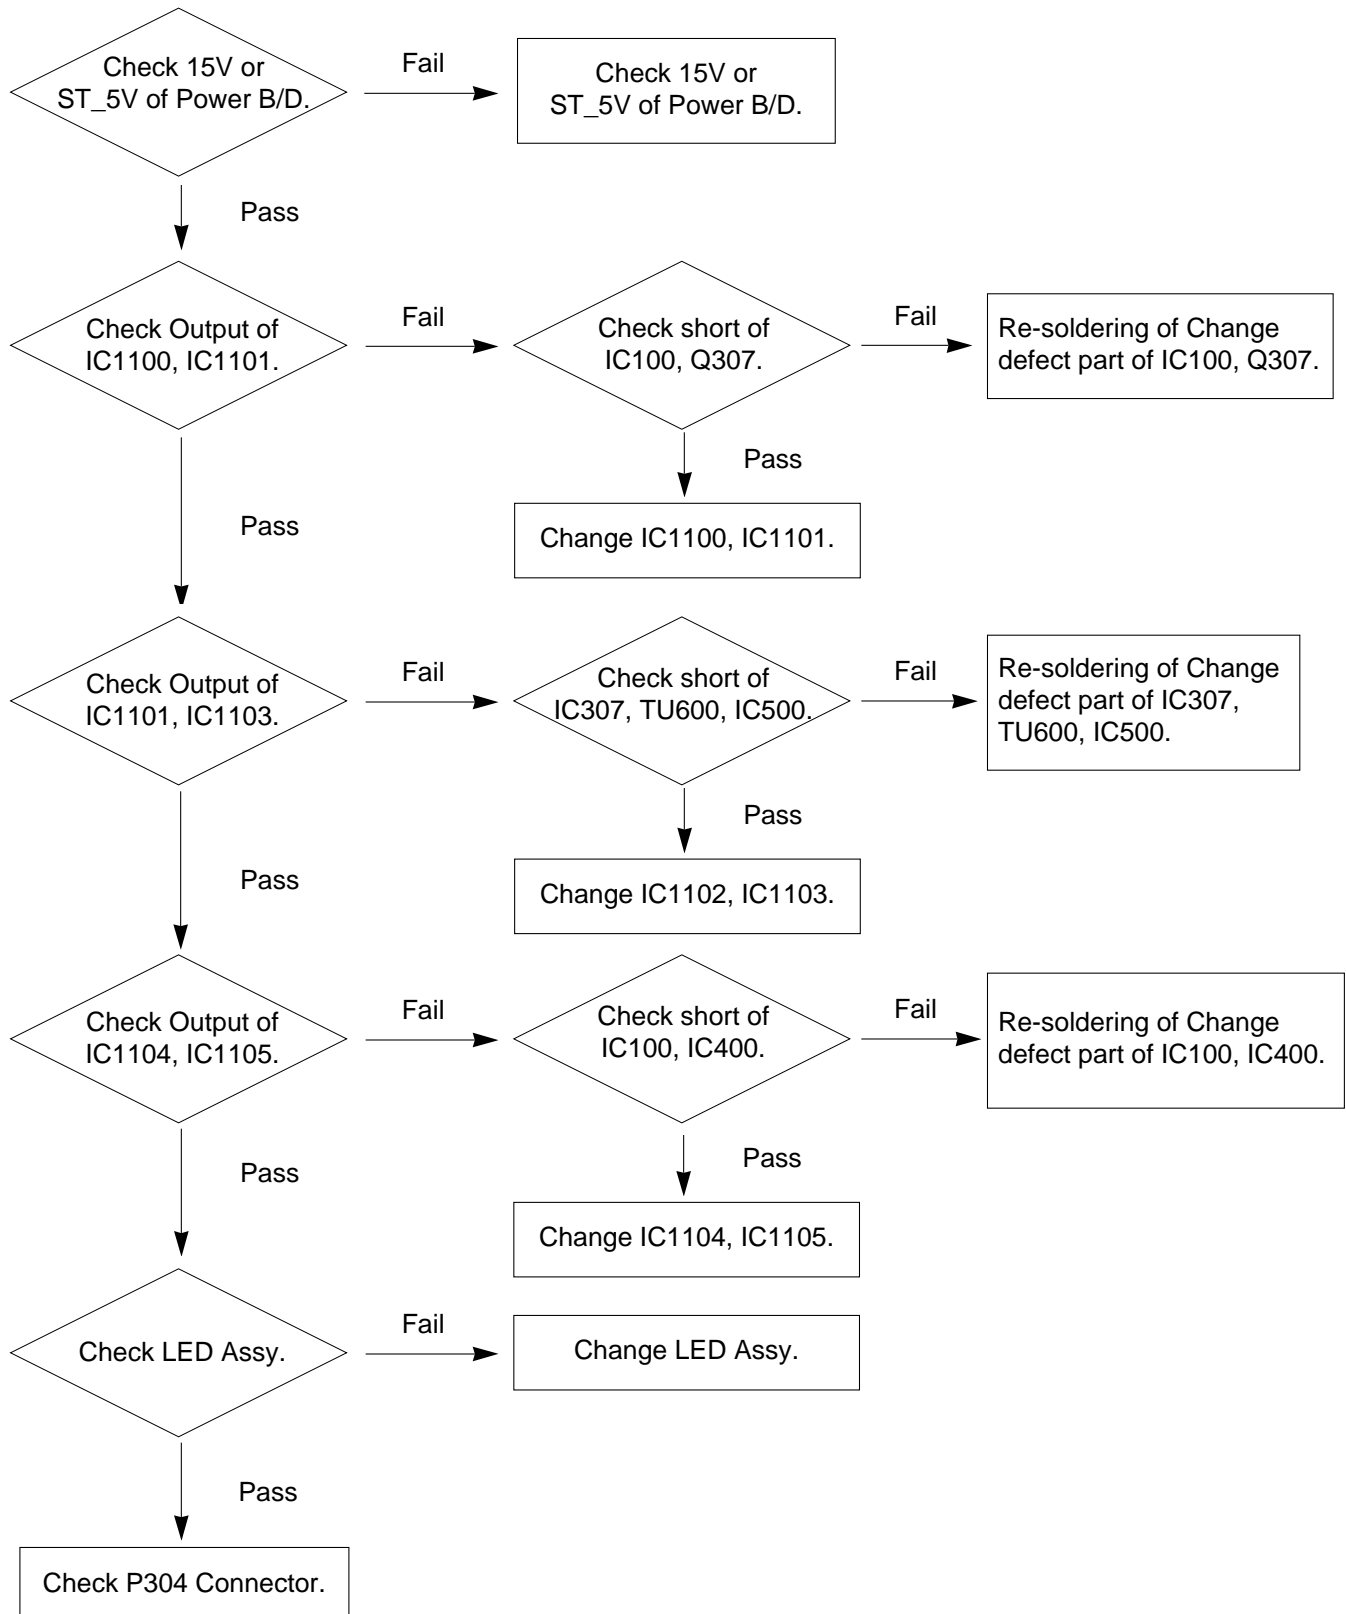 Check 15V or
ST_5V of Power B/D.
Fail
Check 15V or
ST_5V of Power B/D.
Pass
Check Output of
IC1100, IC1101.
Fail
Check short of
IC100, Q307.
Fail
Re-soldering of Change
defect part of IC100, Q307.
Pass
Change IC1100, IC1101.
Pass
Check Output of
IC1101, IC1103.
Fail
Check short of
IC307, TU600, IC500.
Fail
Re-soldering of Change
defect part of IC307,
TU600, IC500.
Pass
Change IC1102, IC1103.
Pass
Check Output of
IC1104, IC1105.
Fail
Check short of
IC100, IC400.
Fail
Re-soldering of Change
defect part of IC100, IC400.
Pass
Change IC1104, IC1105.
Pass
Check LED Assy.
Fail
Change LED Assy.
Pass
Check P304 Connector.